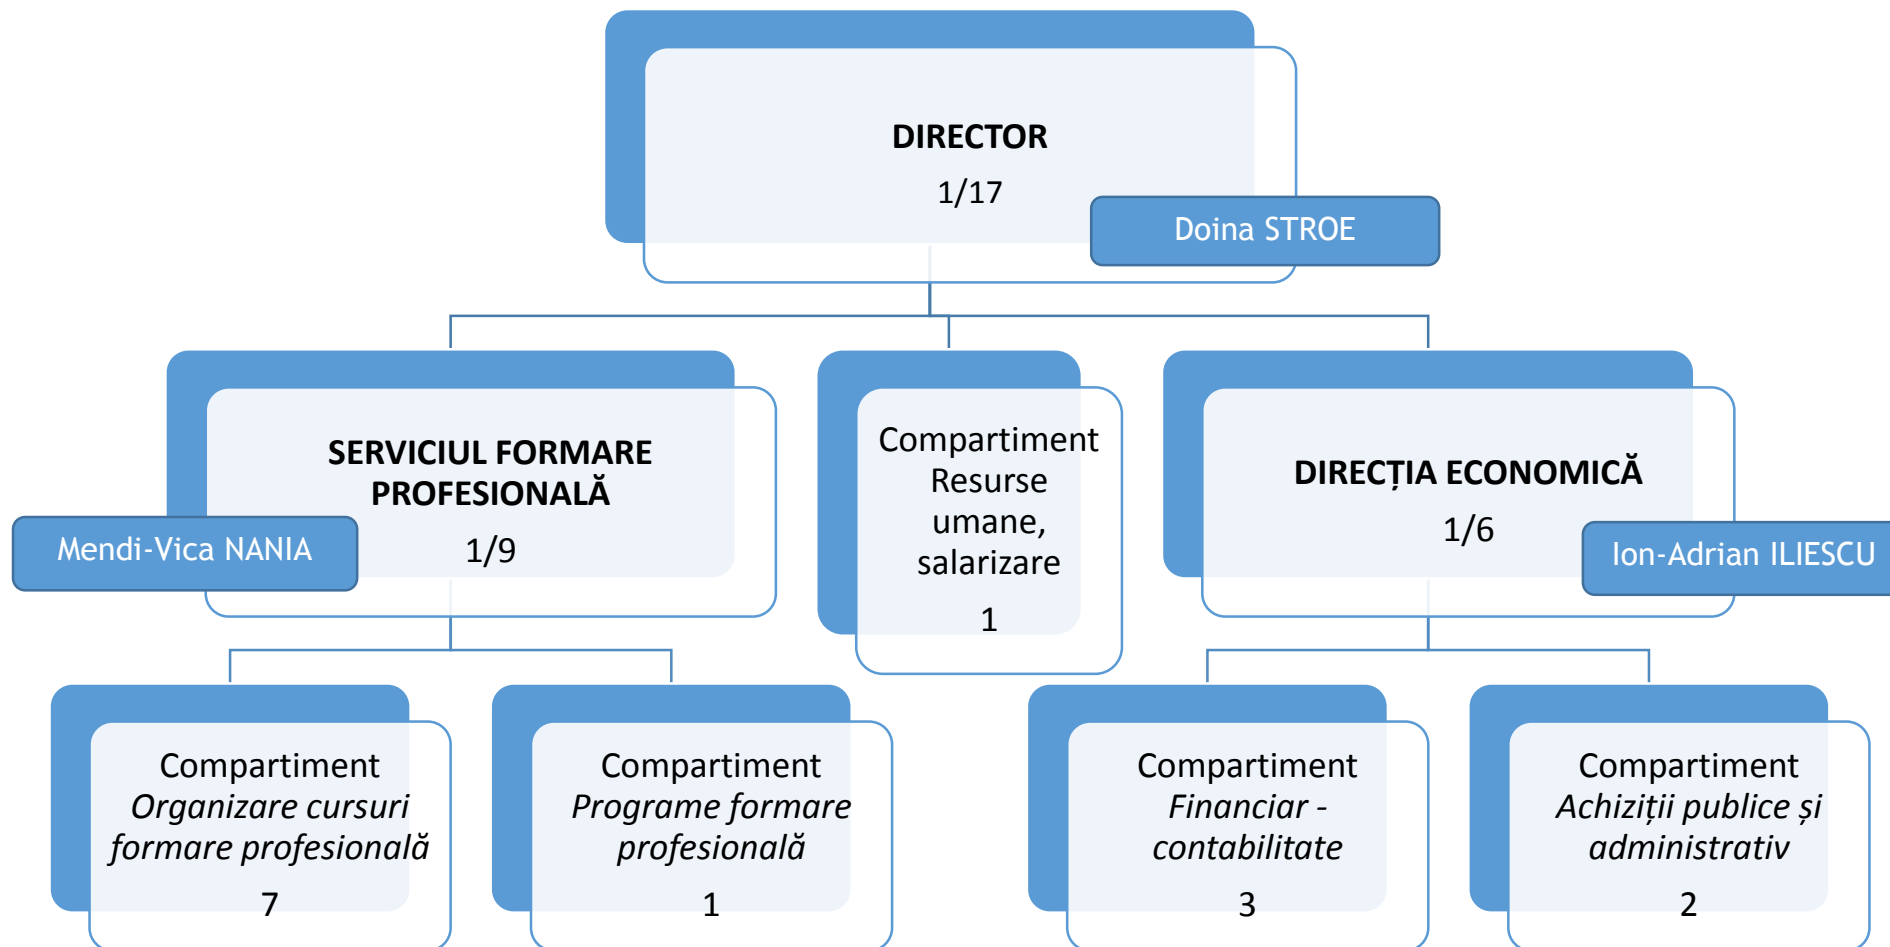 DIRECTOR
1/17
Doina STROE
SERVICIUL FORMARE
PROFESIONALĂ
1/9
Mendi-Vica NANIA
Compartiment
Resurse
umane,
salarizare
1
DIRECȚIA ECONOMICĂ
1/6
Ion-Adrian ILIESCU
Compartiment
Organizare cursuri
formare profesională
7
Compartiment
Programe formare
profesională
1
Compartiment
Financiar -
contabilitate
3
Compartiment
Achiziții publice și
administrativ
2